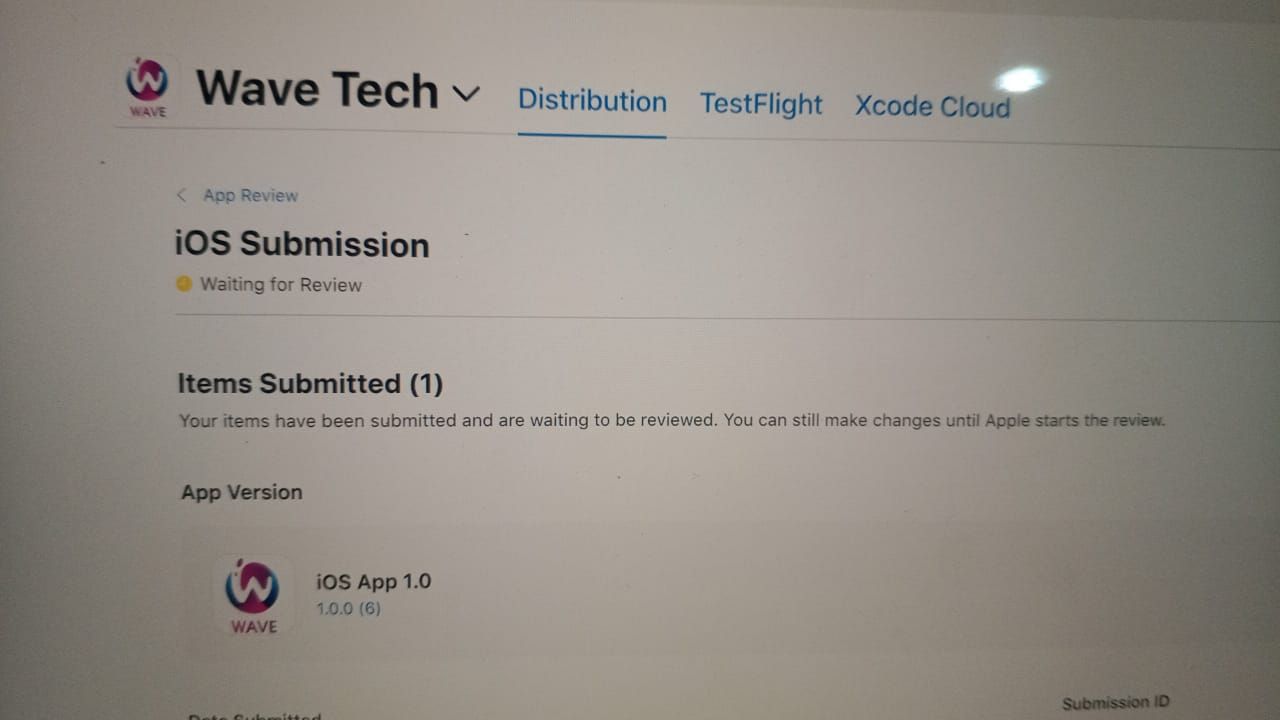 Wave Tech
Distribution TestFlight Xcode Cloud
WAVE
App Review
iOS Submission
Waiting for Review
Items Submitted (1)
Your items have been submitted and are waiting to be reviewed. You can still make changes until Apple starts the review.
App Version
iOS App 1.0
1.0.0 (6)
WAVE
Submission ID
Date Submitted